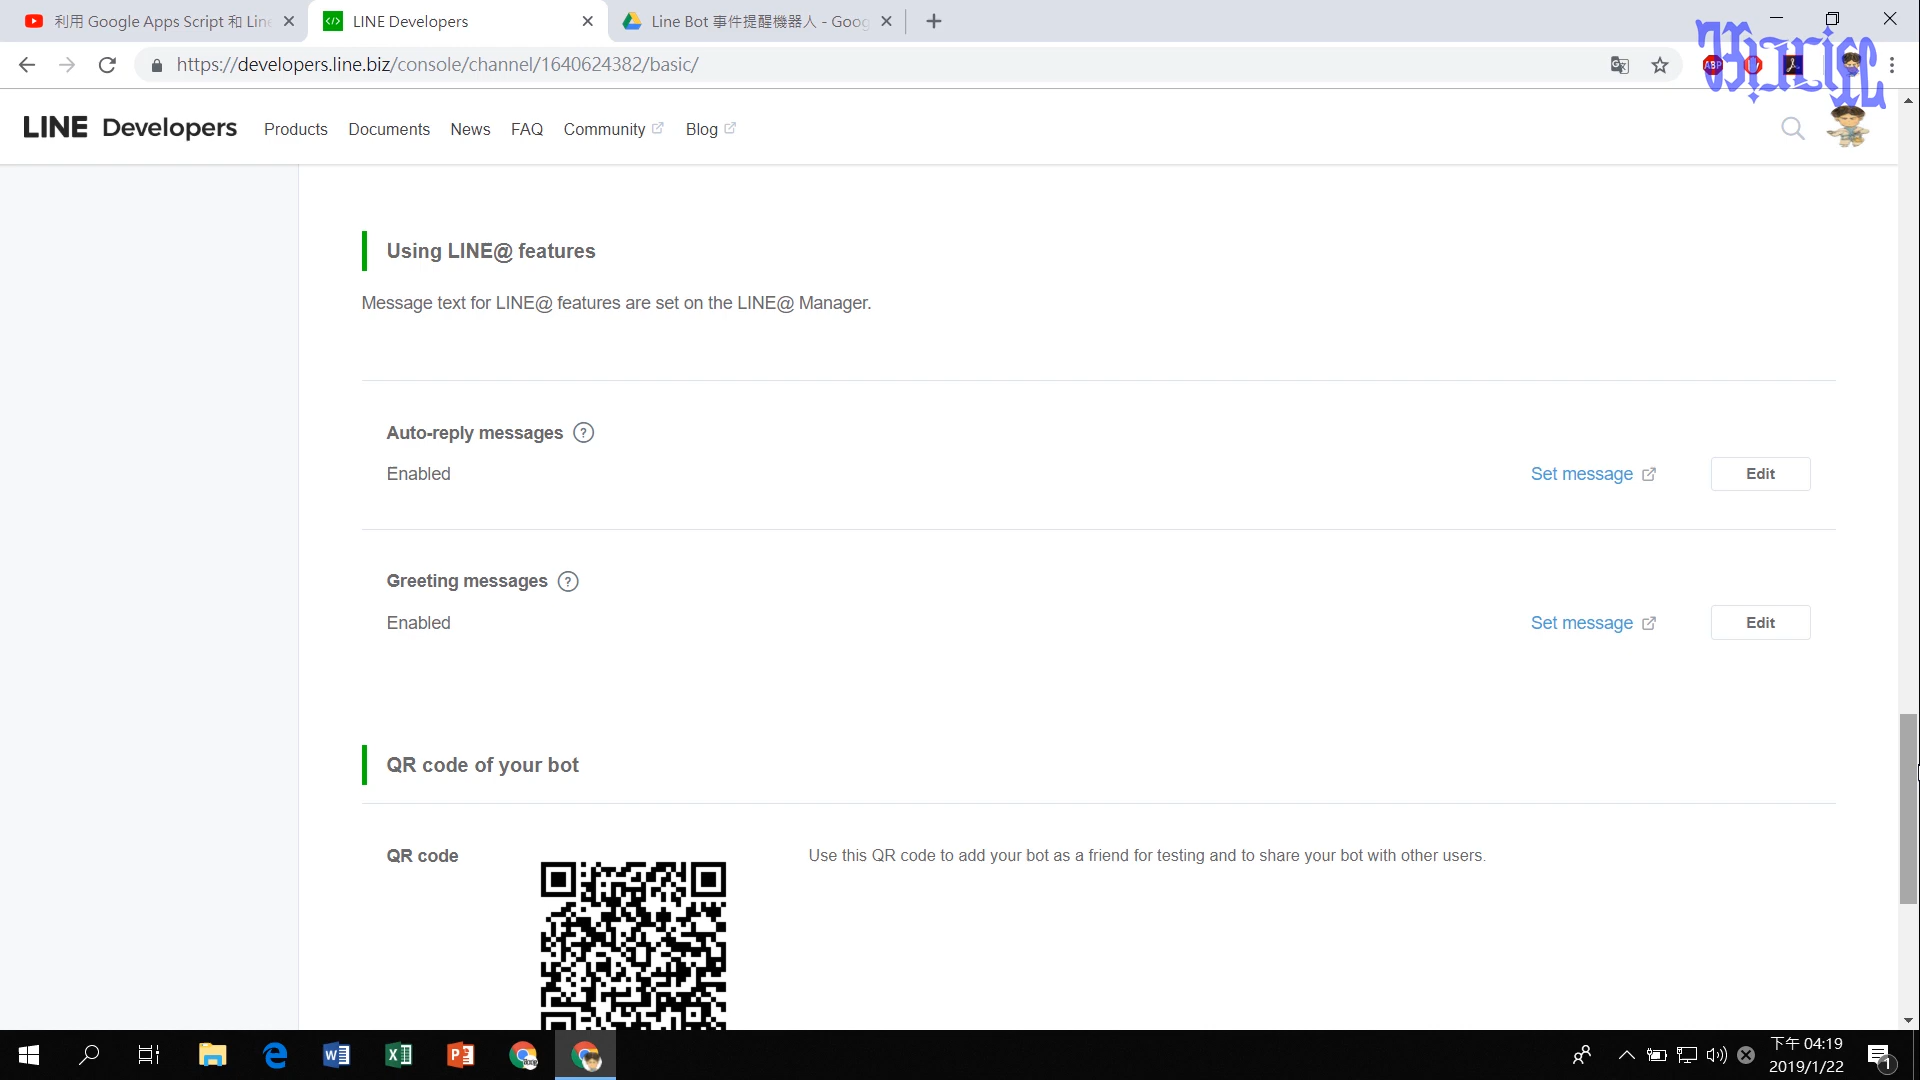 利用 Google Apps Script 和 Line
LINE Developers
Line Bot 事件提醒機器人 - Goog
https://developers.line.biz/console/channel/1640624382/basic/
ABP
LINE Developers
Products
Documents
News
FAQ
Community
Blog
Using LINE@ features
Message text for LINE@ features are set on the LINE@ Manager.
Auto-reply messages ?
Enabled
Set message
Edit
Greeting messages ?
Enabled
Set message
Edit
QR code of your bot
QR code
Use this QR code to add your bot as a friend for testing and to share your bot with other users.
下午 04:19
2019/1/22
1